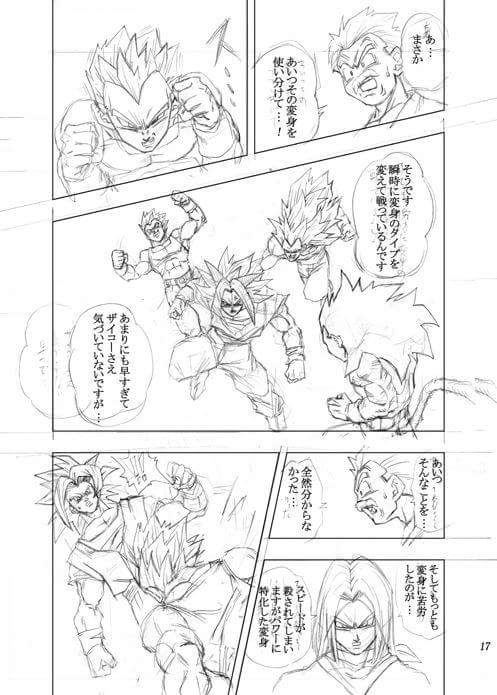 あ…
まさか
あいつその変身を
使い分けて…！
そうです
瞬時に変身のタイプを
変えて戦っているんです
あまりにも早すぎて
ザイコーさえ
気づいていないですが…
あいつ
そんなことを…
全然分からな
かった…
そしてもっとも
変身に苦労
したのが…
スピードが
殺されてしまい
ますがパワーに
特化した変身
17